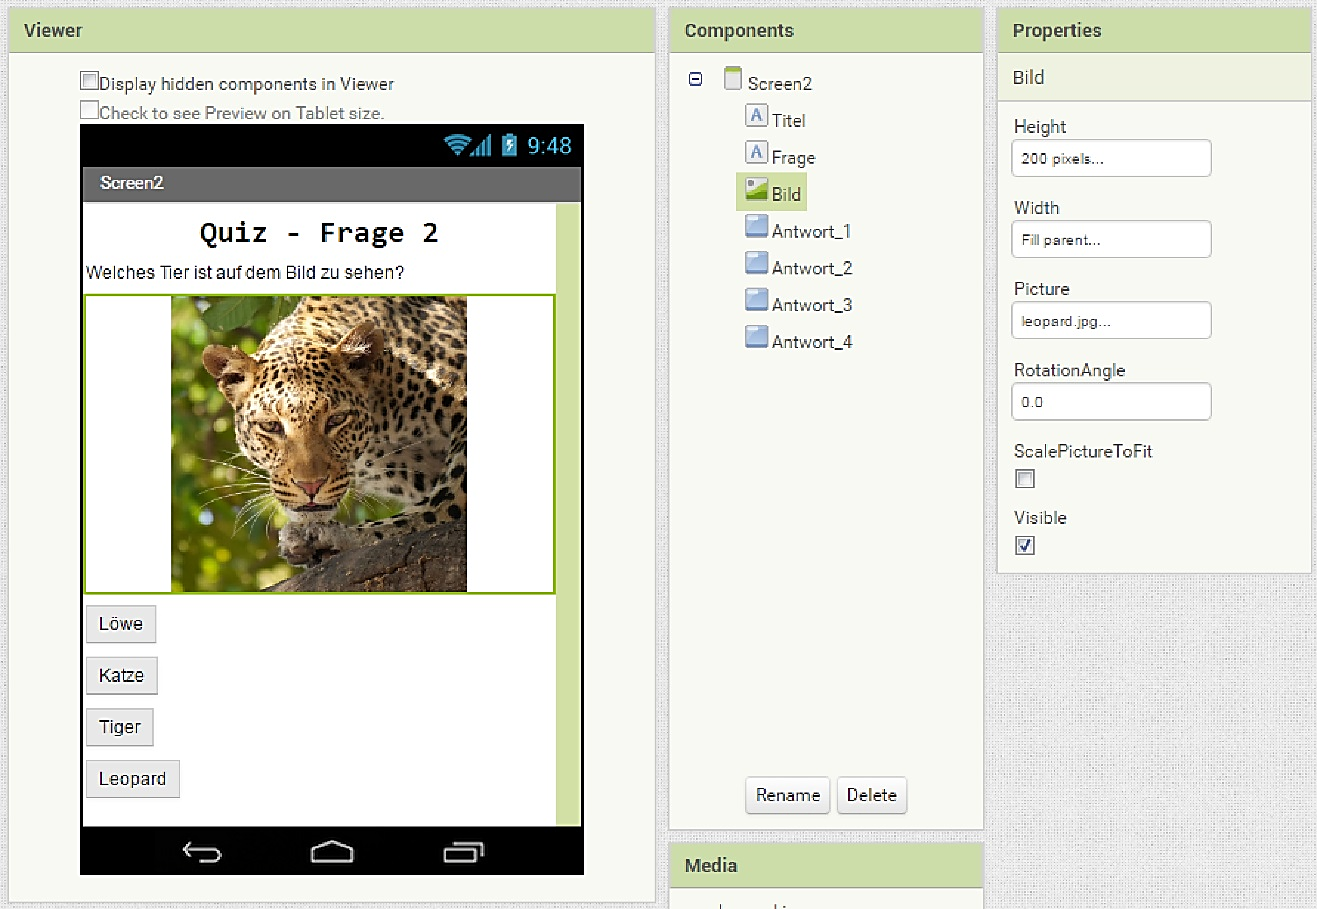 Viewer
Display hidden components in Viewer
Check to see Preview on Tablet size.
9:48
Screen2
Quiz - Frage 2
Welches Tier ist auf dem Bild zu sehen?
Löwe
Katze
Tiger
Leopard
Components
Screen2
Titel
Frage
Bild
Antwort_1
Antwort_2
Antwort_3
Antwort_4
Rename Delete
Media
Properties
Bild
Height
200 pixels...
Width
Fill parent...
Picture
leopard.jpg...
RotationAngle
0.0
ScalePictureToFit
Visible